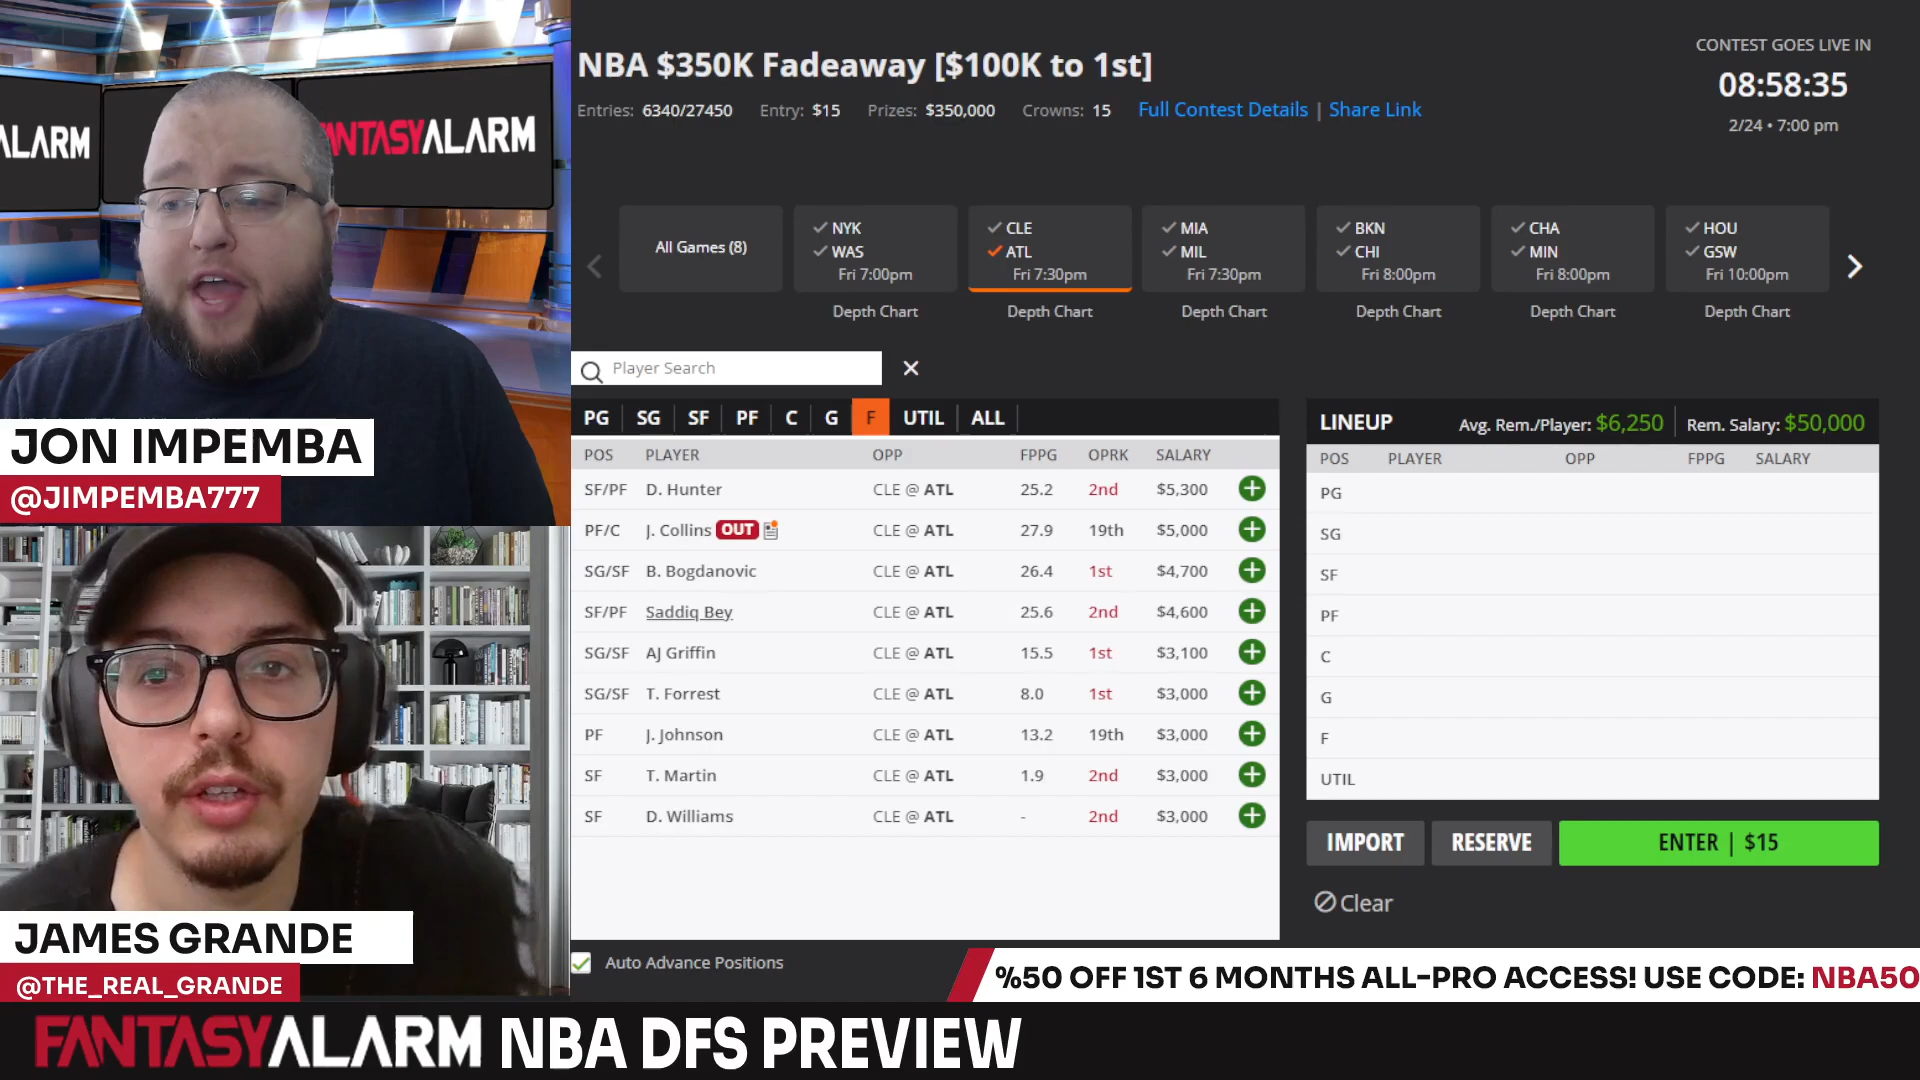 ALARM
FANTASYALARM
JON IMPEMBA
@JIMPEMBA777
JAMES GRANDE
@THE_REAL_GRANDE
NBA $350K Fadeaway [$100K to 1st]
Entries: 6340/27450 Entry: $15 Prizes: $350,000 Crowns: 15 Full Contest Details | Share Link
CONTEST GOES LIVE IN
08:58:35
2/24 • 7:00 pm
All Games (8)
NYK
WAS
Fri 7:00pm
Depth Chart
CLE
ATL
Fri 7:30pm
Depth Chart
MIA
MIL
Fri 7:30pm
Depth Chart
BKN
CHI
Fri 8:00pm
Depth Chart
CHA
MIN
Fri 8:00pm
Depth Chart
HOU
GSW
Fri 10:00pm
Depth Chart
Player Search
PG SG SF PF C G F UTIL ALL
POS PLAYER OPP FPPG OPRK SALARY
SF/PF D. Hunter CLE @ ATL 25.2 2nd $5,300
PF/C J. Collins OUT CLE @ ATL 27.9 19th $5,000
SG/SF B. Bogdanovic CLE @ ATL 26.4 1st $4,700
SF/PF Saddiq Bey CLE @ ATL 25.6 2nd $4,600
SG/SF AJ Griffin CLE @ ATL 15.5 1st $3,100
SG/SF T. Forrest CLE @ ATL 8.0 1st $3,000
PF J. Johnson CLE @ ATL 13.2 19th $3,000
SF T. Martin CLE @ ATL 1.9 2nd $3,000
SF D. Williams CLE @ ATL - 2nd $3,000
Auto Advance Positions
LINEUP Avg. Rem./Player: $6,250 Rem. Salary: $50,000
POS PLAYER OPP FPPG SALARY
PG
SG
SF
PF
C
G
F
UTIL
IMPORT RESERVE ENTER | $15
Clear
%50 OFF 1ST 6 MONTHS ALL-PRO ACCESS! USE CODE: NBA50
FANTASYALARM NBA DFS PREVIEW